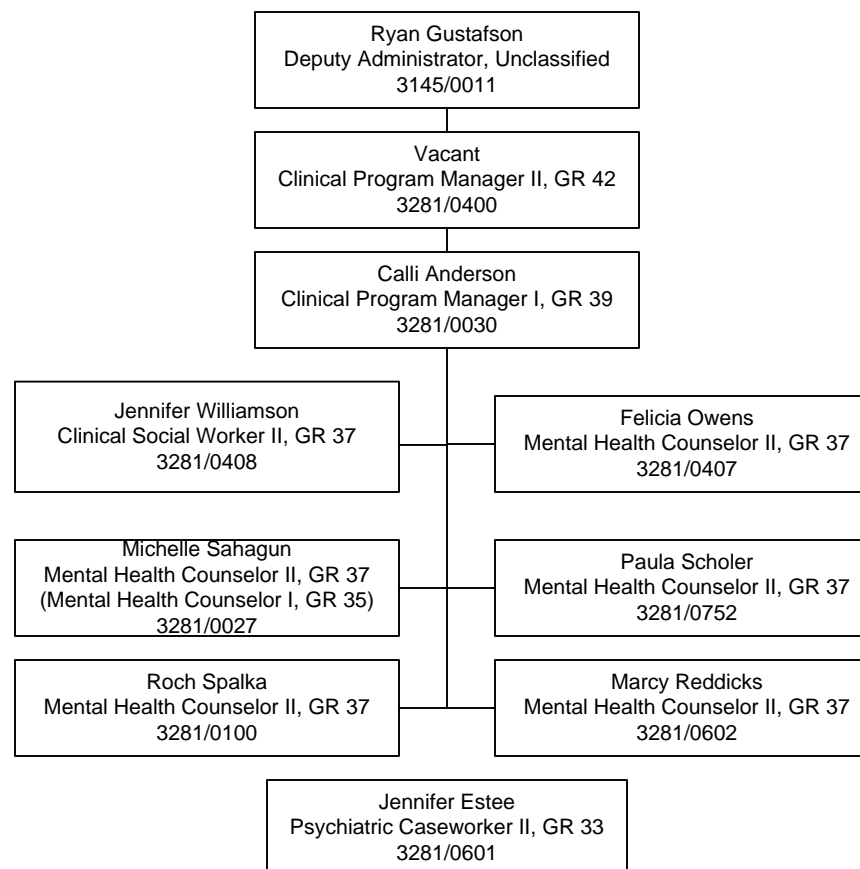 Ryan Gustafson
Deputy Administrator, Unclassified
3145/0011
Vacant
Clinical Program Manager II, GR 42
3281/0400
Calli Anderson
Clinical Program Manager I, GR 39
3281/0030
Jennifer Williamson
Clinical Social Worker II, GR 37
3281/0408
Felicia Owens
Mental Health Counselor II, GR 37
3281/0407
Michelle Sahagun
Mental Health Counselor II, GR 37
(Mental Health Counselor I, GR 35)
3281/0027
Paula Scholer
Mental Health Counselor II, GR 37
3281/0752
Roch Spalka
Mental Health Counselor II, GR 37
3281/0100
Marcy Reddicks
Mental Health Counselor II, GR 37
3281/0602
Jennifer Estee
Psychiatric Caseworker II, GR 33
3281/0601